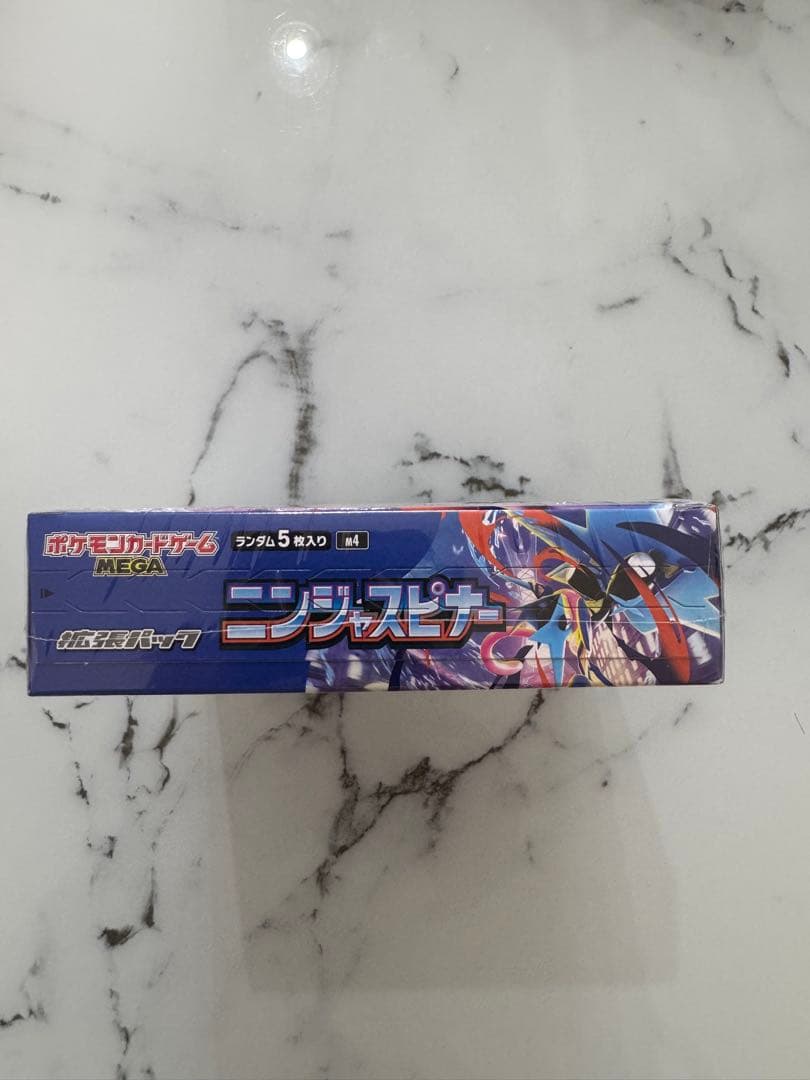 ポケモンカードゲーム
MEGA
ランダム5枚入り M4
拡張パック
ニンジャスピナー